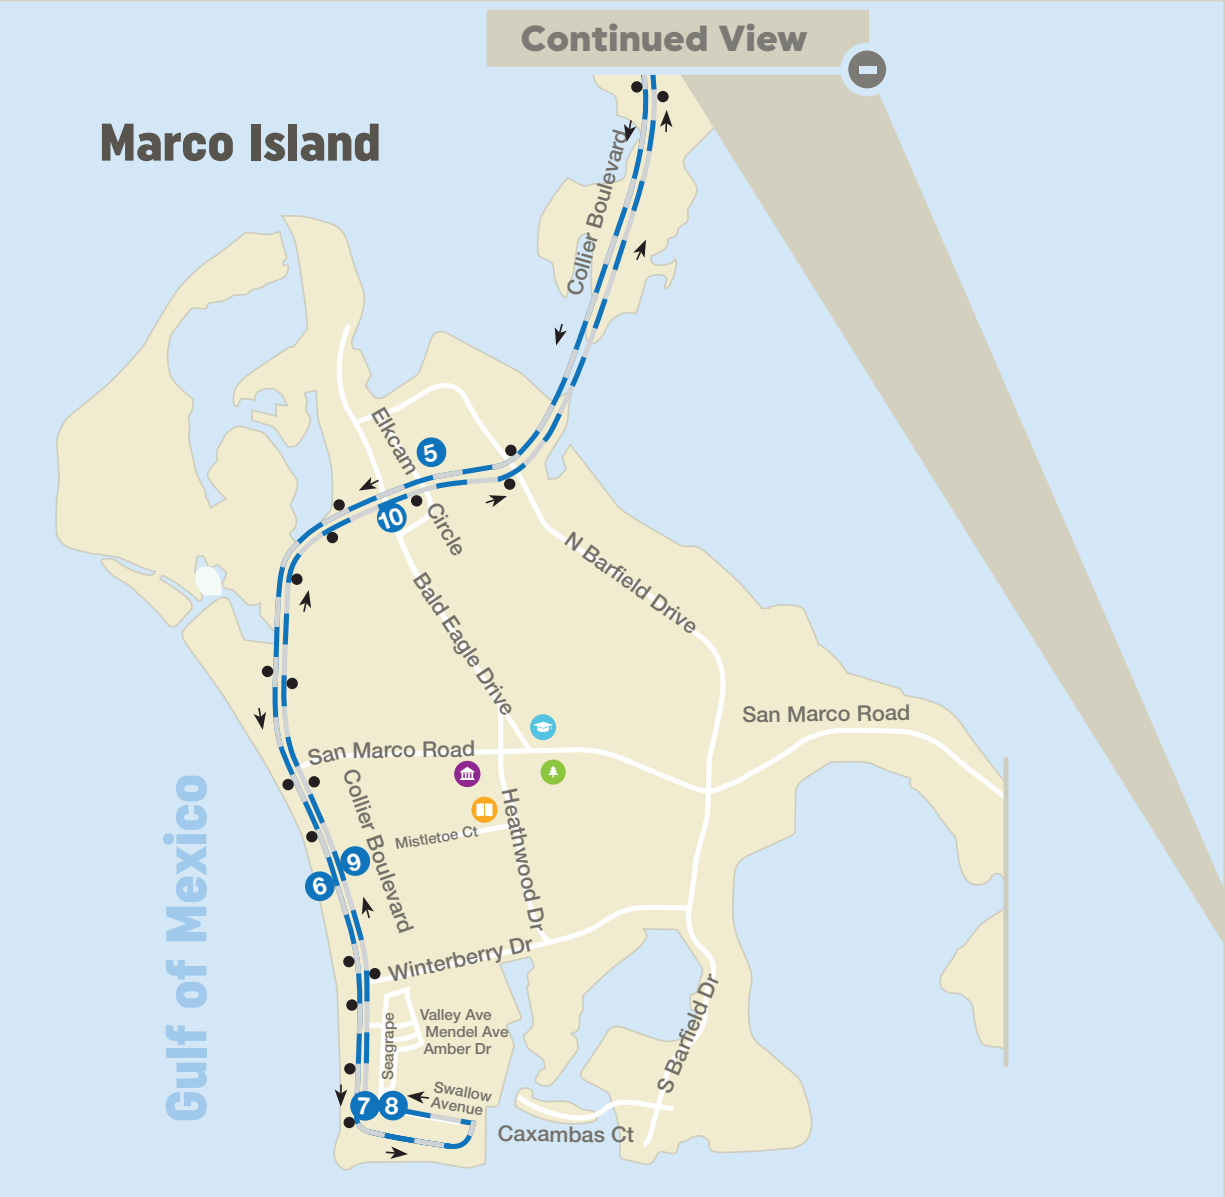 Continued View
Marco Island
Collier Boulevard
Elkcam
5
10
Circle
N Barfield Drive
Bald Eagle Drive
San Marco Road
San Marco Road
Collier Boulevard
Heathwood Dr
Mistletoe Ct
9
6
Gulf of Mexico
Winterberry Dr
S Barfield Dr
Seagrape
Valley Ave
Mendel Ave
Amber Dr
Swallow
Avenue
7
8
Caxambas Ct